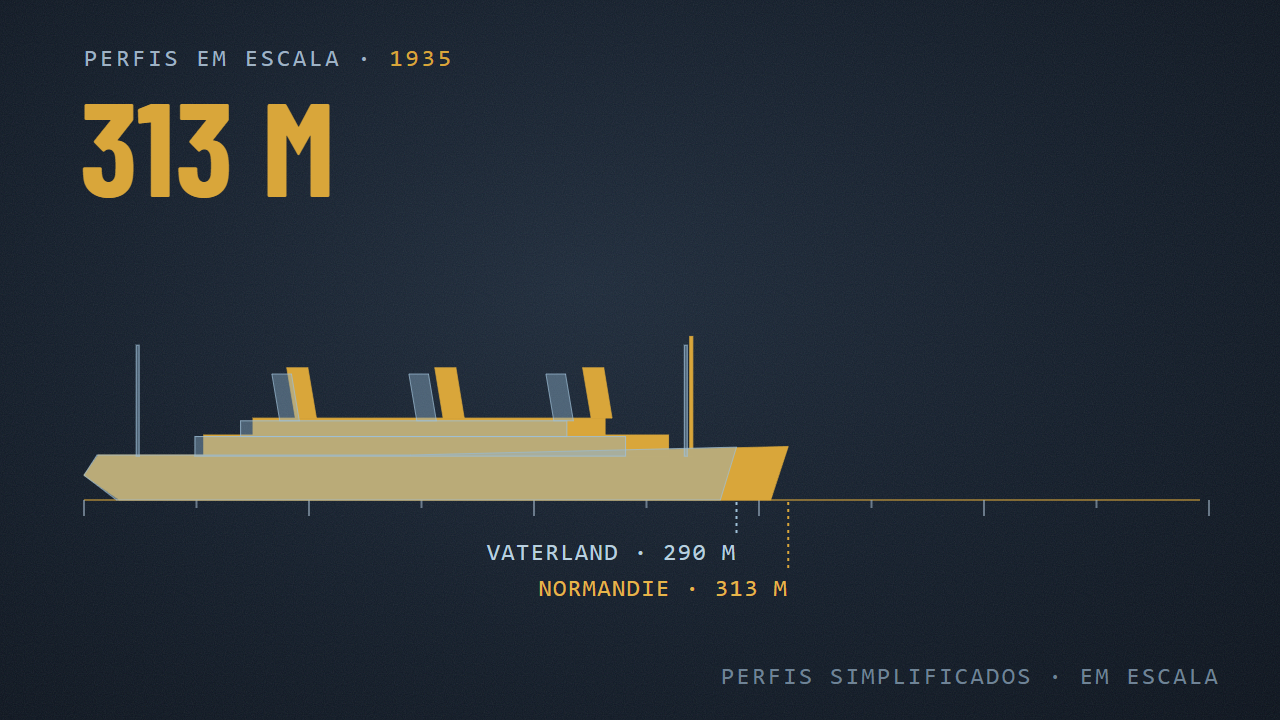 PERFIS EM ESCALA · 1935
313 M
VATERLAND · 290 M
NORMANDIE · 313 M
PERFIS SIMPLIFICADOS · EM ESCALA